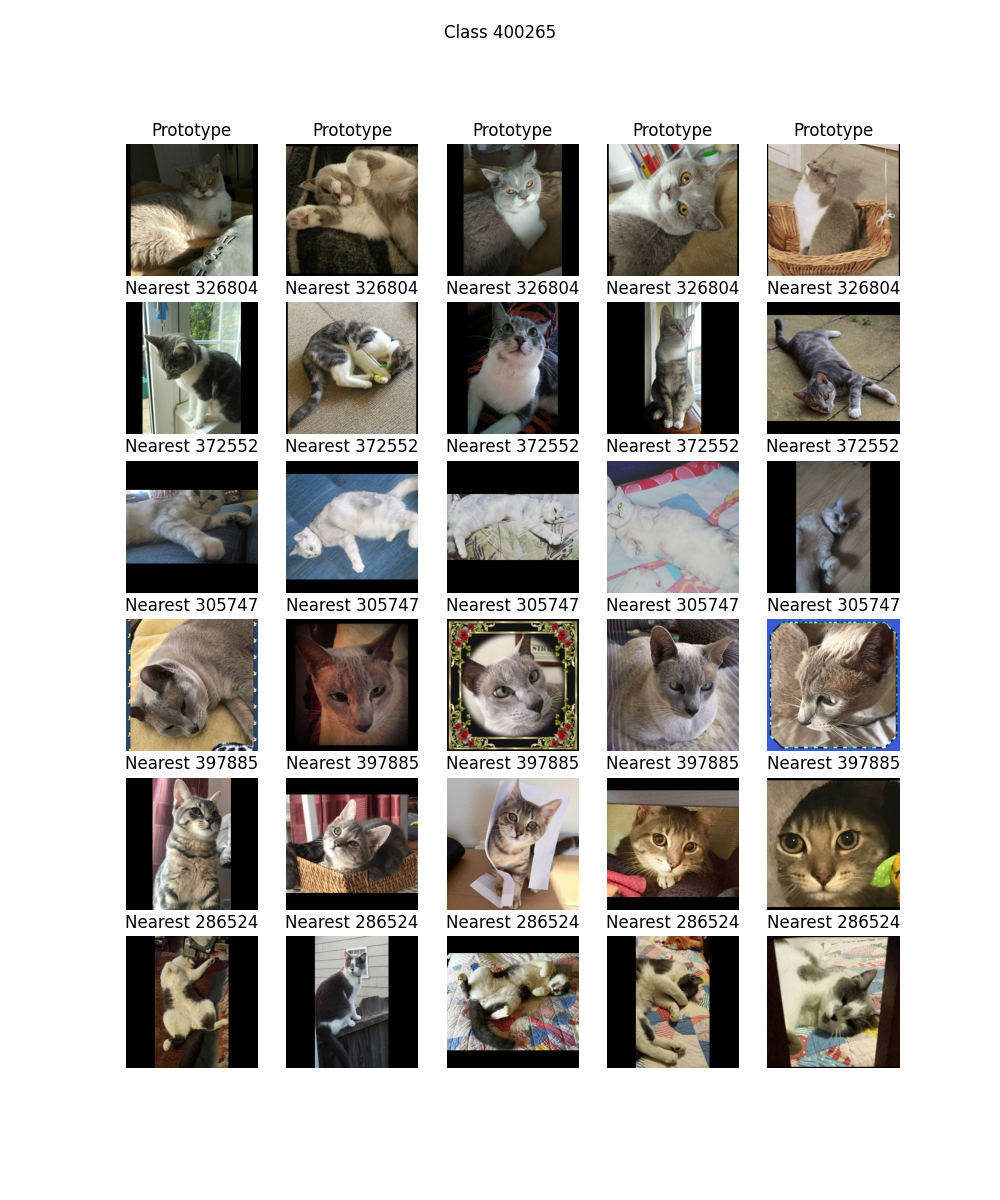 Class 400265
Prototype Prototype Prototype Prototype Prototype
Nearest 326804 Nearest 326804 Nearest 326804 Nearest 326804 Nearest 326804
Nearest 372552 Nearest 372552 Nearest 372552 Nearest 372552 Nearest 372552
Nearest 305747 Nearest 305747 Nearest 305747 Nearest 305747 Nearest 305747
Nearest 397885 Nearest 397885 Nearest 397885 Nearest 397885 Nearest 397885
Nearest 286524 Nearest 286524 Nearest 286524 Nearest 286524 Nearest 286524